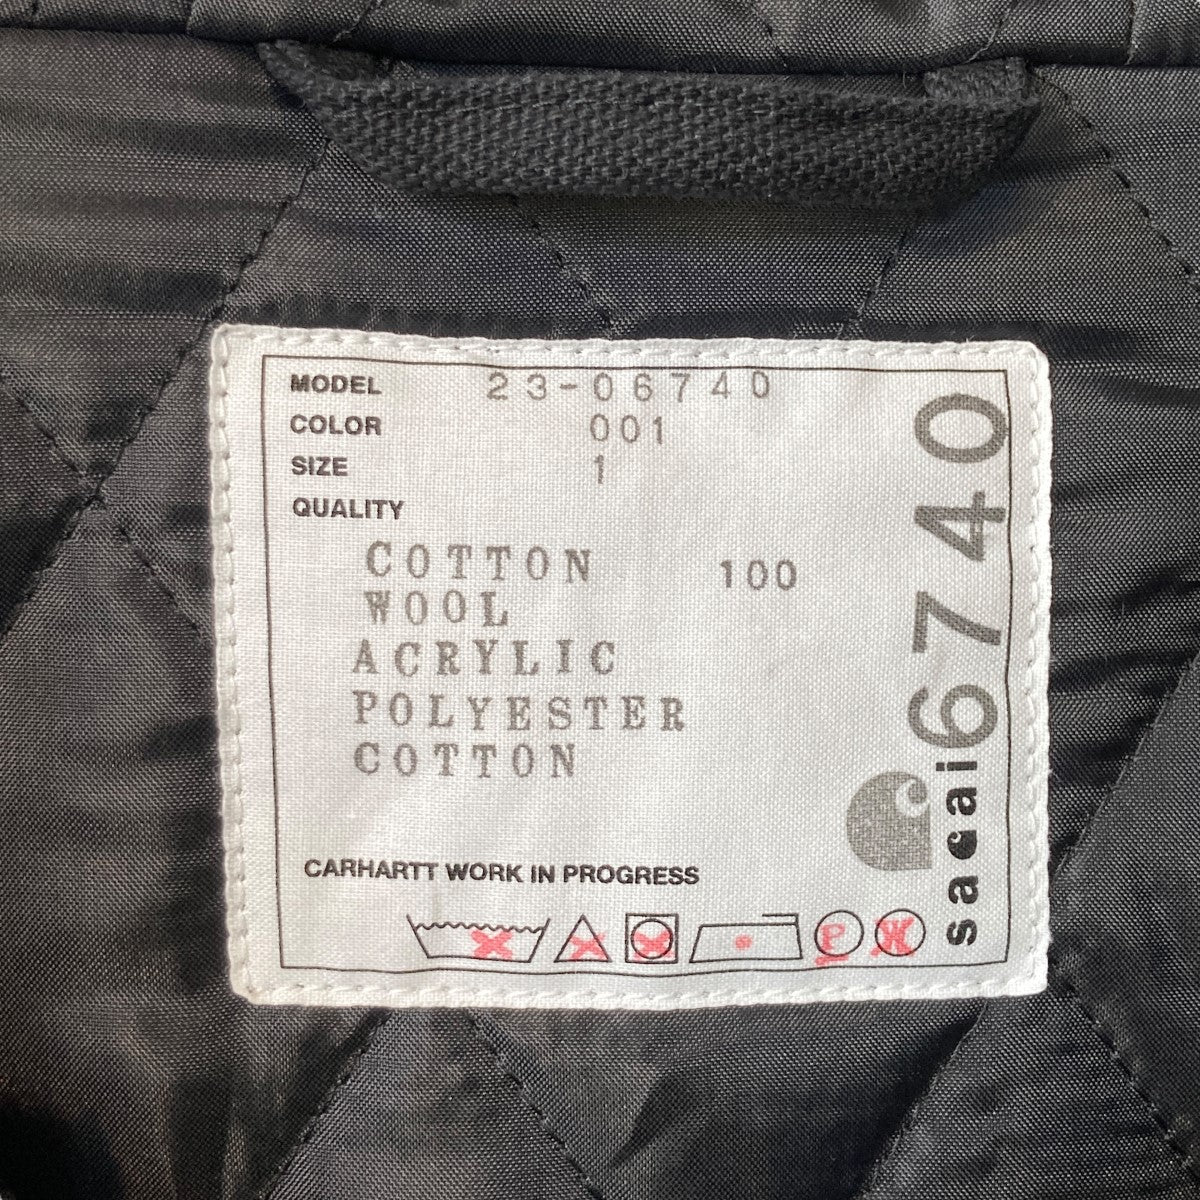 MODEL 23-06740
COLOR 001
SIZE 1
QUALITY
COTTON 100
WOOL
ACRYLIC
POLYESTER
COTTON
CARHARTT WORK IN PROGRESS
P W
sacai 6740